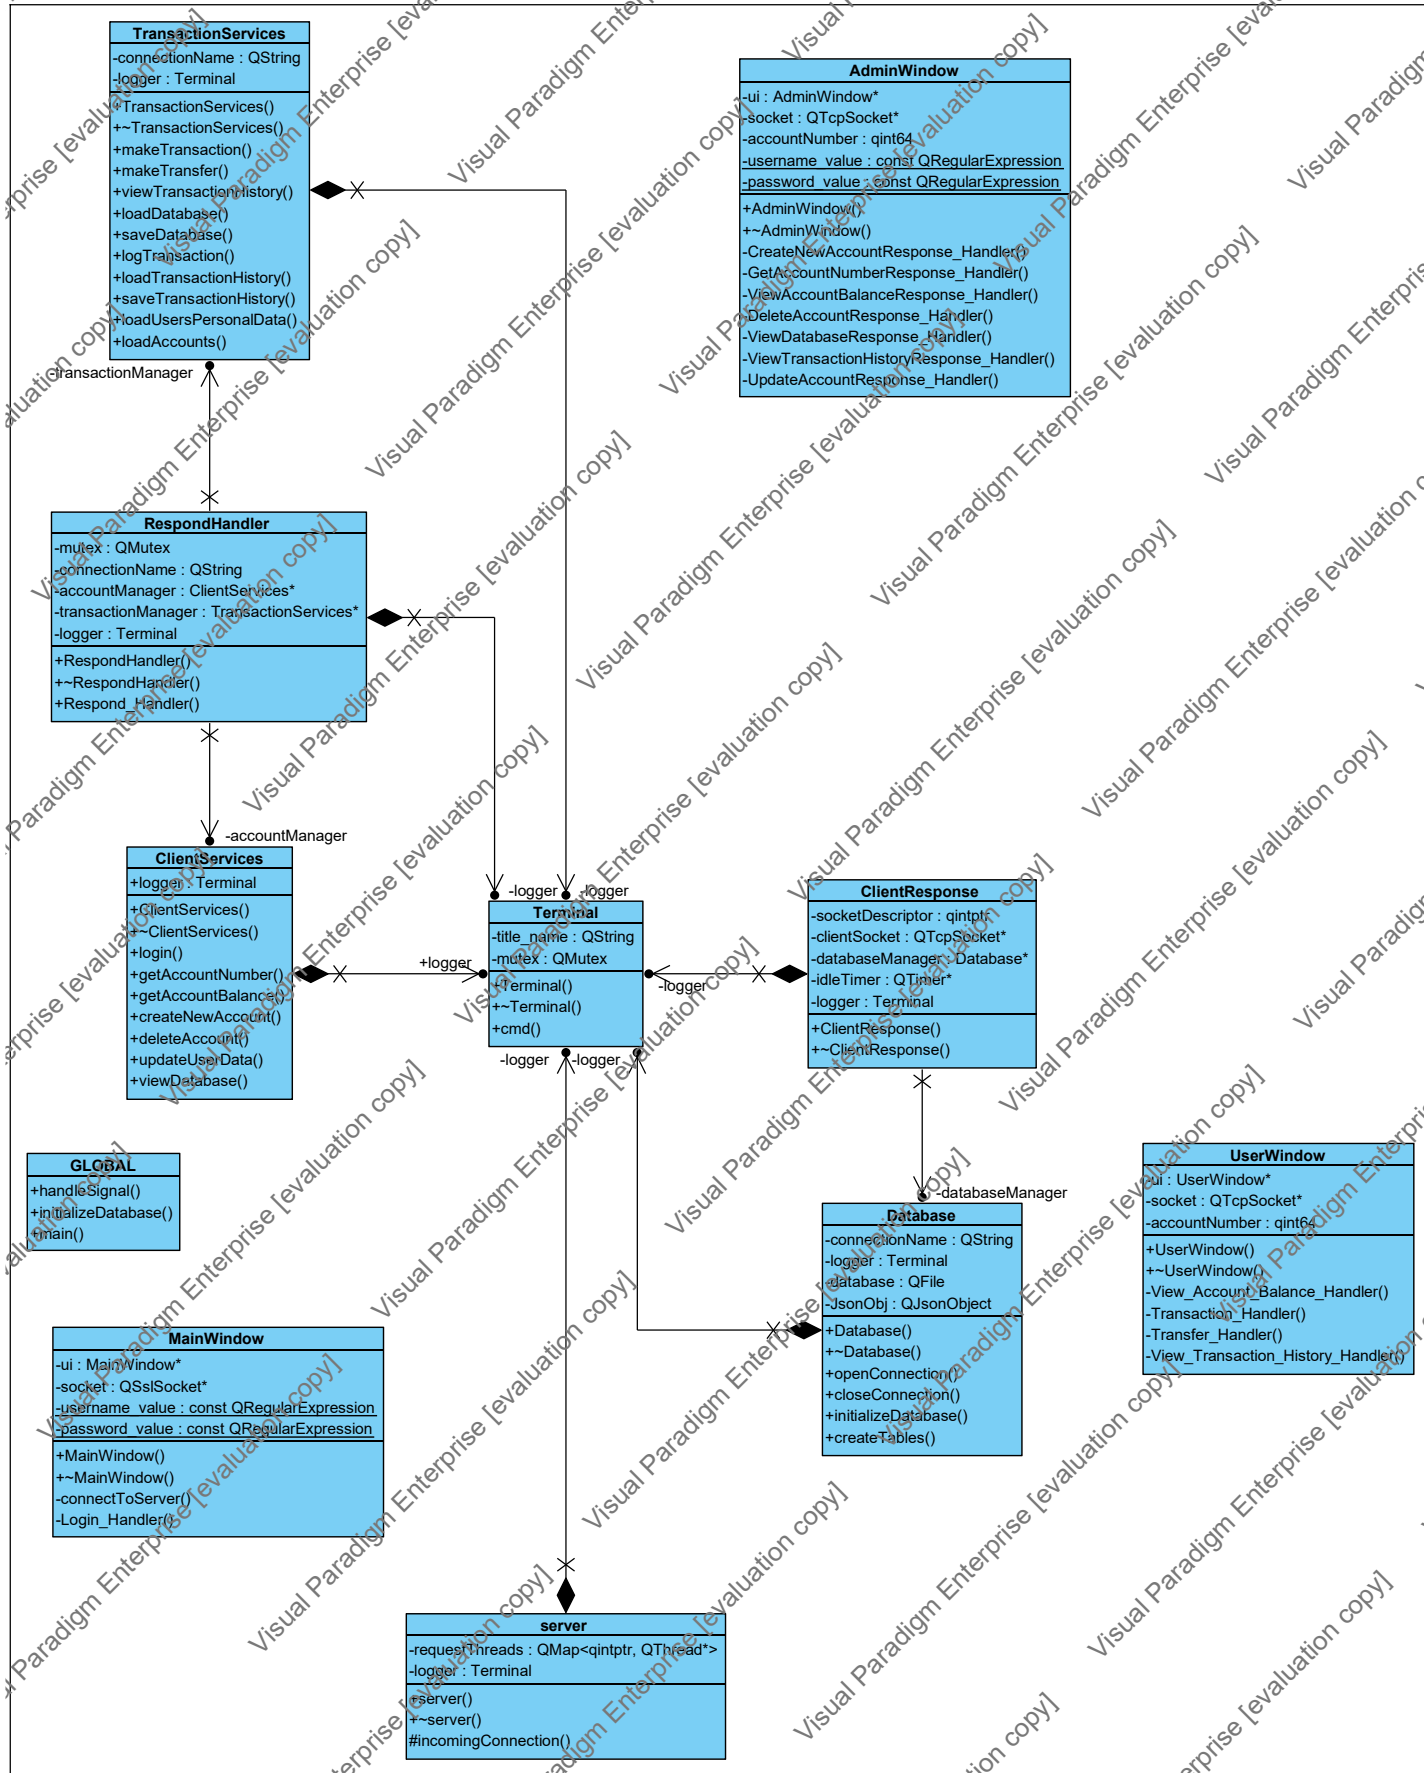 TransactionServices
-connectionName : QString
-logger : Terminal
+TransactionServices()
+~TransactionServices()
+makeTransaction()
+makeTransfer()
+viewTransactionHistory()
+loadDatabase()
+saveDatabase()
+logTransaction()
+loadTransactionHistory()
+saveTransactionHistory()
+loadUsersPersonalData()
+loadAccounts()
-transactionManager
AdminWindow
-ui : AdminWindow*
-socket : QTcpSocket*
-accountNumber : qint64
-username_value : const QRegularExpression
-password_value : const QRegularExpression
+AdminWindow()
+~AdminWindow()
-CreateNewAccountResponse_Handler()
-GetAccountNumberResponse_Handler()
-ViewAccountBalanceResponse_Handler()
-DeleteAccountResponse_Handler()
-ViewDatabaseResponse_Handler()
-ViewTransactionHistoryResponse_Handler()
-UpdateAccountResponse_Handler()
RespondHandler
-mutex : QMutex
-connectionName : QString
-accountManager : ClientServices*
-transactionManager : TransactionServices*
-logger : Terminal
+RespondHandler()
+~RespondHandler()
+Respond_Handler()
-accountManager
ClientServices
+logger : Terminal
+ClientServices()
+~ClientServices()
+login()
+getAccountNumber()
+getAccountBalance()
+createNewAccount()
+deleteAccount()
+updateUserData()
+viewDatabase()
+logger
-logger
-logger
Terminal
-title_name : QString
-mutex : QMutex
+Terminal()
+~Terminal()
+cmd()
-logger
-logger
-logger
ClientResponse
-socketDescriptor : qintptr
-clientSocket : QTcpSocket*
-databaseManager : Database*
-idleTimer : QTimer*
-logger : Terminal
+ClientResponse()
+~ClientResponse()
-databaseManager
Database
-connectionName : QString
-logger : Terminal
-database : QFile
-JsonObj : QJsonObject
+Database()
+~Database()
+openConnection()
+closeConnection()
+initializeDatabase()
+createTables()
UserWindow
-ui : UserWindow*
-socket : QTcpSocket*
-accountNumber : qint64
+UserWindow()
+~UserWindow()
-View_Account_Balance_Handler()
-Transaction_Handler()
-Transfer_Handler()
-View_Transaction_History_Handler()
GLOBAL
+handleSignal()
+initializeDatabase()
+main()
MainWindow
-ui : MainWindow*
-socket : QSslSocket*
-username_value : const QRegularExpression
-password_value : const QRegularExpression
+MainWindow()
+~MainWindow()
-connectToServer()
-Login_Handler()
server
-requestThreads : QMap<qintptr, QThread*>
-logger : Terminal
+server()
+~server()
#incomingConnection()
Visual Paradigm Enterprise [evaluation copy]